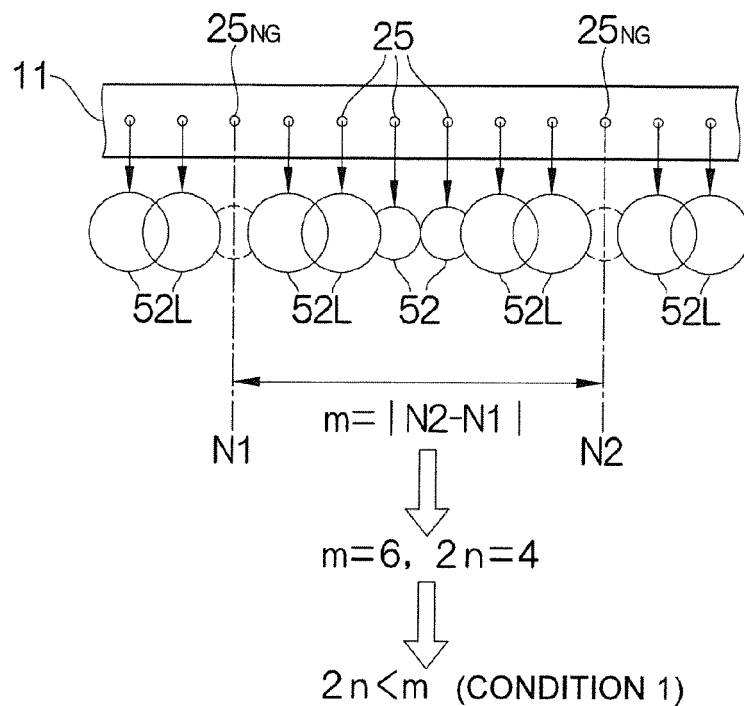 25NG 25 25NG
11
52L 52L 52 52L 52L
m=|N2-N1|
N1 N2
m=6, 2n=4
2n<m (CONDITION 1)